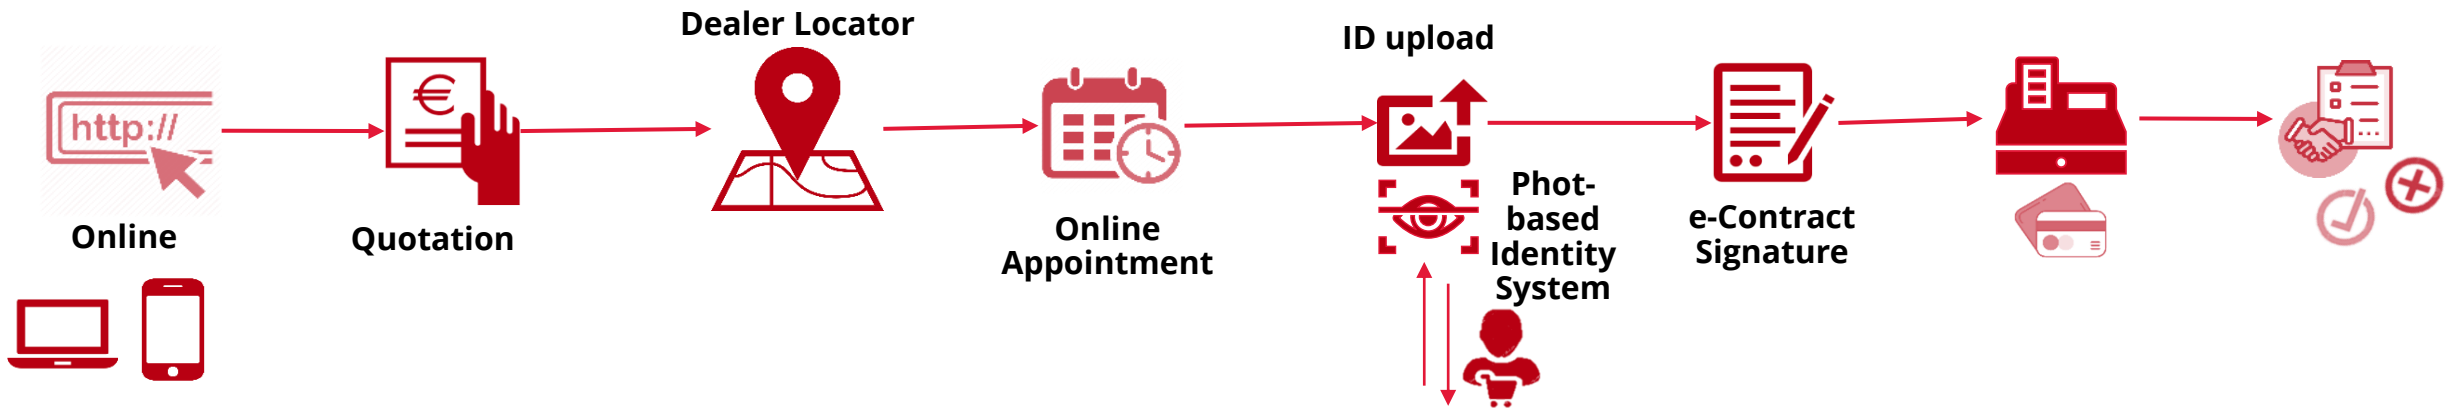 Dealer Locator
ID upload
http://
€
Online
Quotation
Online
Appointment
Phot-
based
Identity
System
e-Contract
Signature